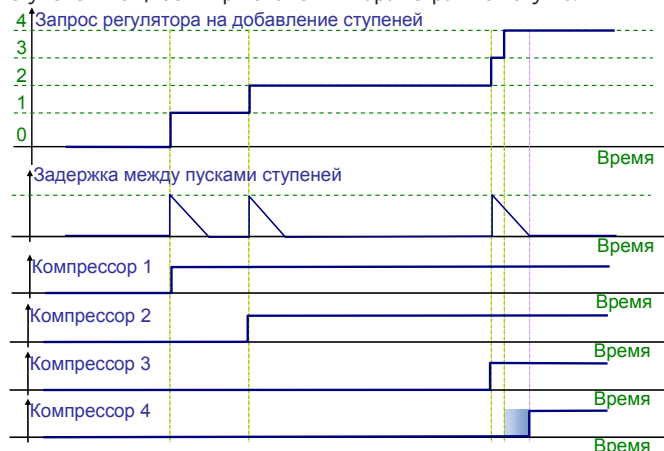 4
Запрос регулятора на добавление ступеней
3
2
1
0
Время
Задержка между пусками ступеней
Время
Компрессор 1
Время
Компрессор 2
Время
Компрессор 3
Время
Компрессор 4
Время